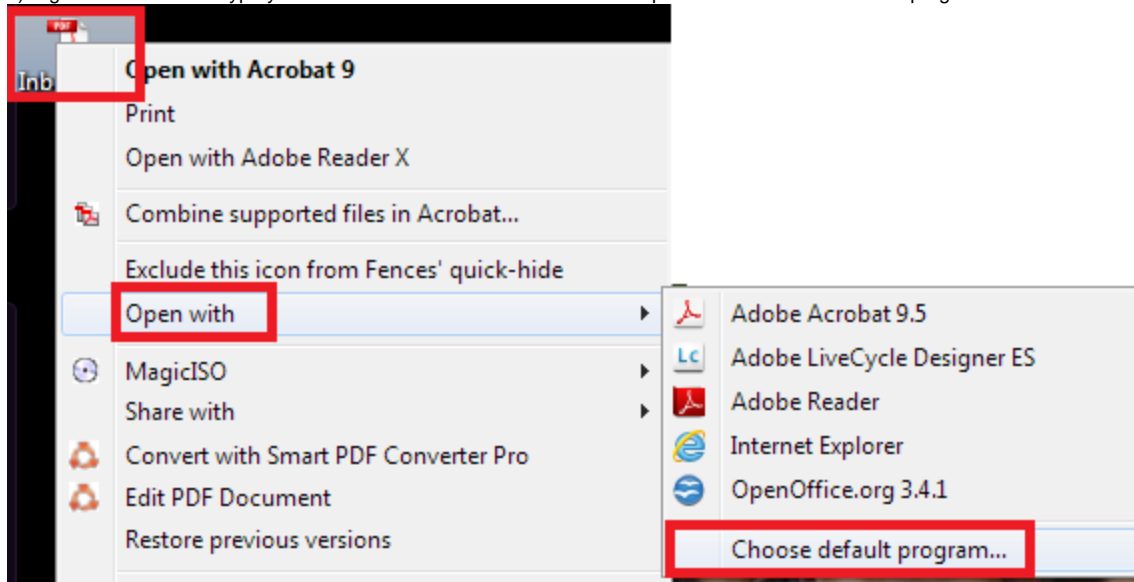 PDF
Inb
Open with Acrobat 9
Print
Open with Adobe Reader X
Combine supported files in Acrobat...
Exclude this icon from Fences' quick-hide
Open with
MagicISO
Share with
Convert with Smart PDF Converter Pro
Edit PDF Document
Restore previous versions
Adobe Acrobat 9.5
Lc Adobe LiveCycle Designer ES
Adobe Reader
Internet Explorer
OpenOffice.org 3.4.1
Choose default program...